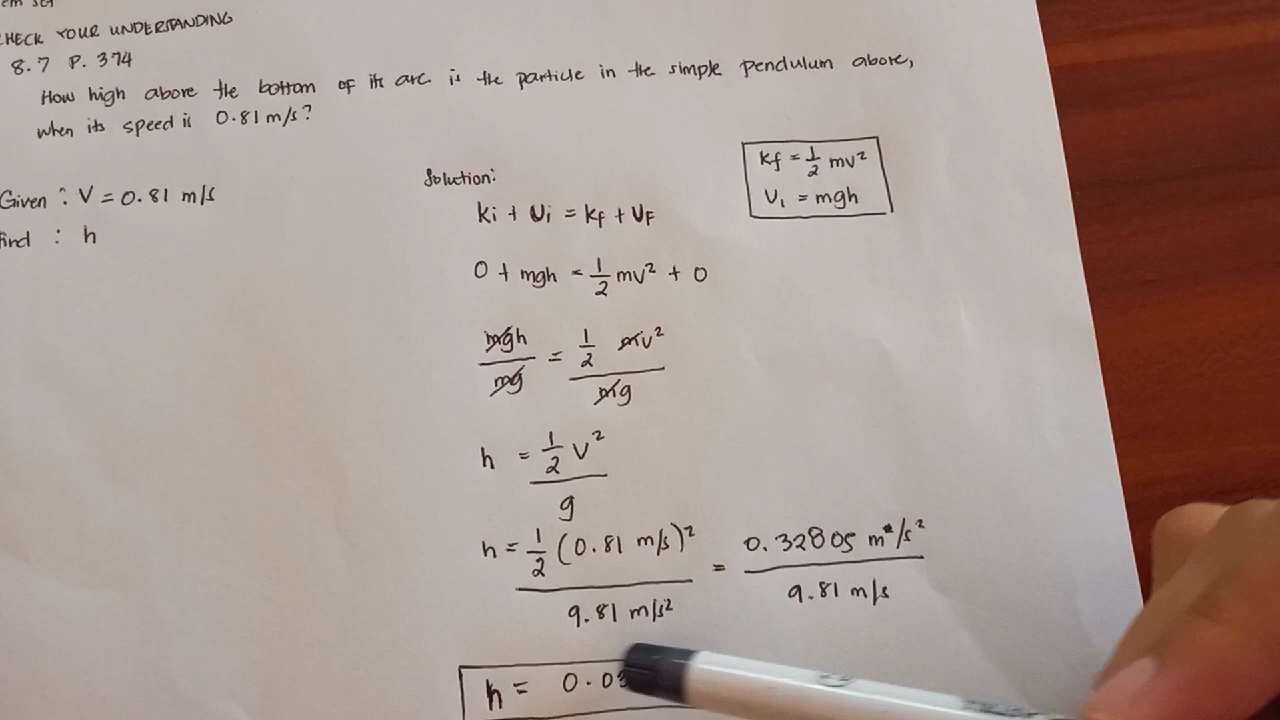 CHECK YOUR UNDERSTANDING
8.7 P. 374
How high above the bottom of its arc is the particle in the simple pendulum above,
when its speed is 0.81 m/s?
Given : V = 0.81 m/s
find : h
Solution:
Kf = 1/2 mv²
Ui = mgh
Ki + Ui = Kf + UF
0 + mgh = 1/2 mv² + 0
mgh/mg = 1/2 mv²/mg
h = 1/2 V²/g
h = 1/2 (0.81 m/s)²/9.81 m/s² = 0.32805 m²/s²/9.81 m/s
h = 0.03